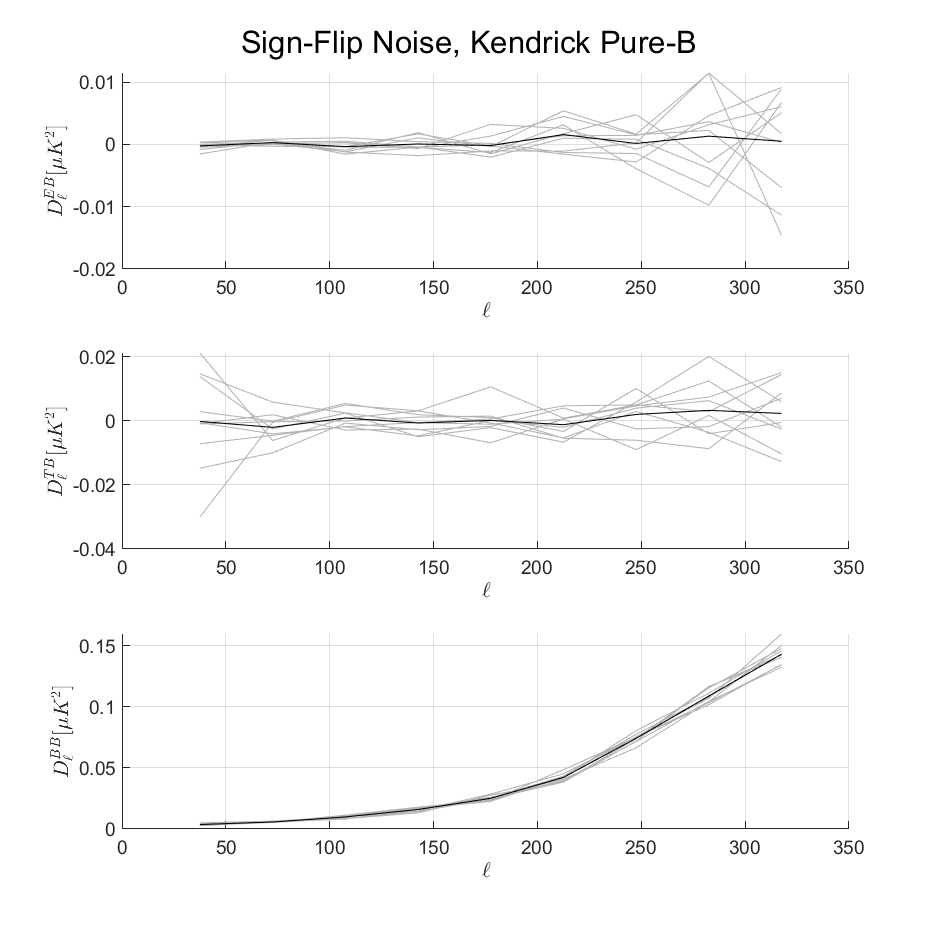 Sign-Flip Noise, Kendrick Pure-B
0.01
0
-0.01
-0.02
D_ℓ^{EB}[μK²]
0 50 100 150 200 250 300 350
ℓ
0.02
0
-0.02
-0.04
D_ℓ^{TB}[μK²]
0 50 100 150 200 250 300 350
ℓ
0.15
0.1
0.05
0
D_ℓ^{BB}[μK²]
0 50 100 150 200 250 300 350
ℓ